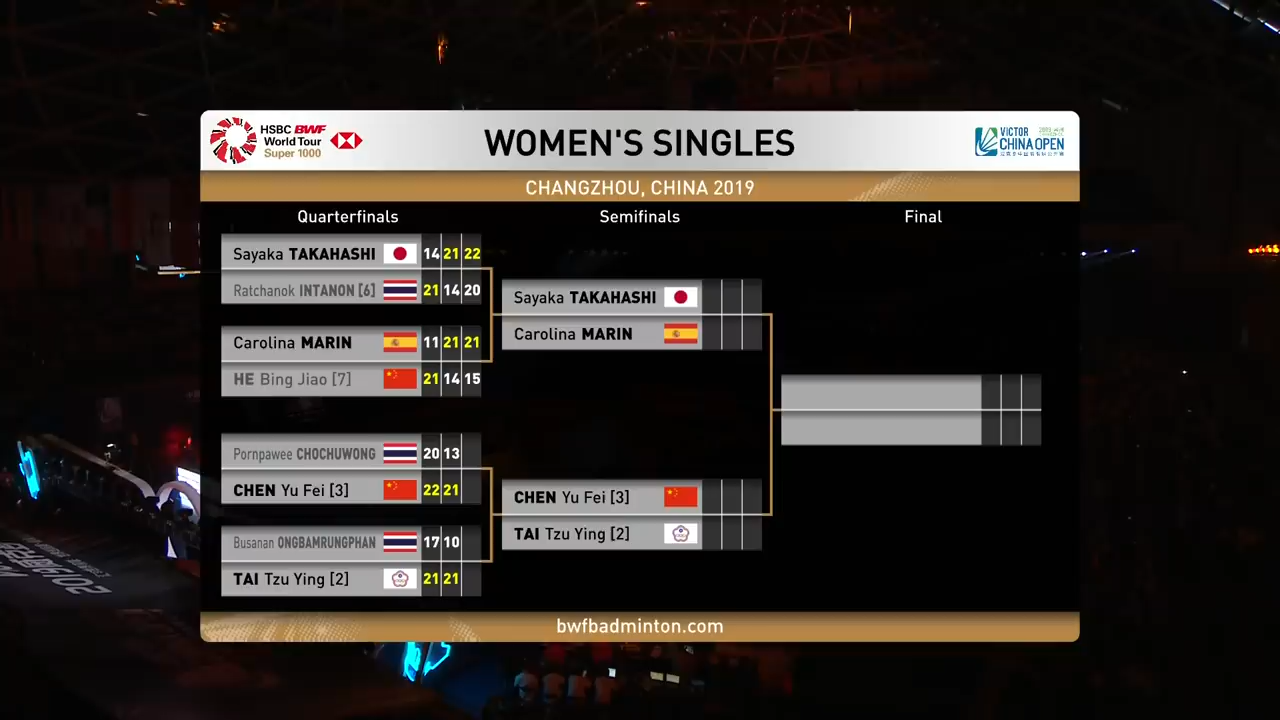 HSBC BWF
World Tour
Super 1000
WOMEN'S SINGLES
VICTOR
CHINA OPEN
CHANGZHOU, CHINA 2019
Quarterfinals
Semifinals
Final
Sayaka TAKAHASHI 14 21 22
Ratchanok INTANON [6] 21 14 20
Carolina MARIN 11 21 21
HE Bing Jiao [7] 21 14 15
Pornpawee CHOCHUWONG 20 13
CHEN Yu Fei [3] 22 21
Busanan ONGBAMRUNGPHAN 17 10
TAI Tzu Ying [2] 21 21
Sayaka TAKAHASHI
Carolina MARIN
CHEN Yu Fei [3]
TAI Tzu Ying [2]
bwfbadminton.com